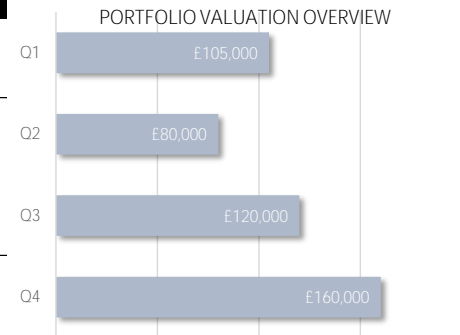 PORTFOLIO VALUATION OVERVIEW
Q1 £105,000
Q2 £80,000
Q3 £120,000
Q4 £160,000